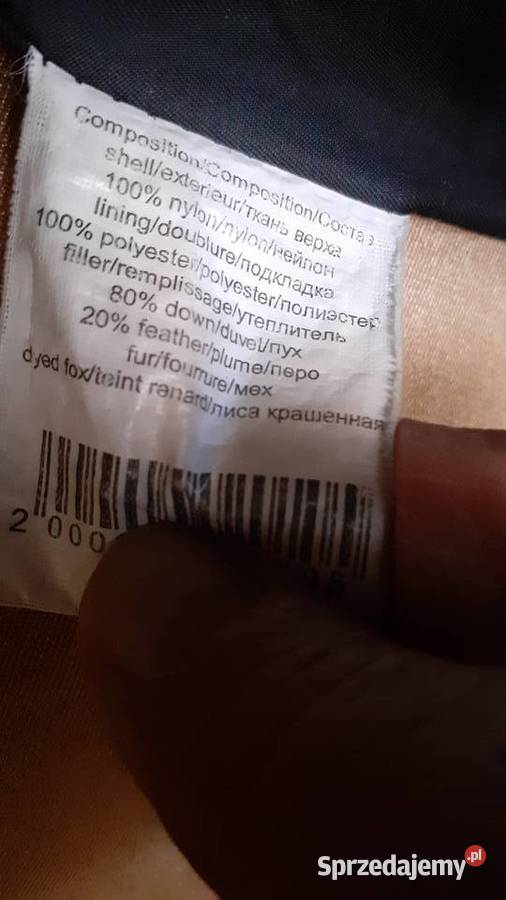 Composition/Composition/Состав
shell/exterieur/ткань верха
100% nylon/nylon/нейлон
lining/doublure/подкладка
100% polyester/polyester/полиэстер
filler/remplissage/утеплитель
80% down/duvet/пух
20% feather/plume/перо
fur/fourrure/мех
dyed fox/teint renard/лиса крашенная
2 000
Sprzedajemy.pl